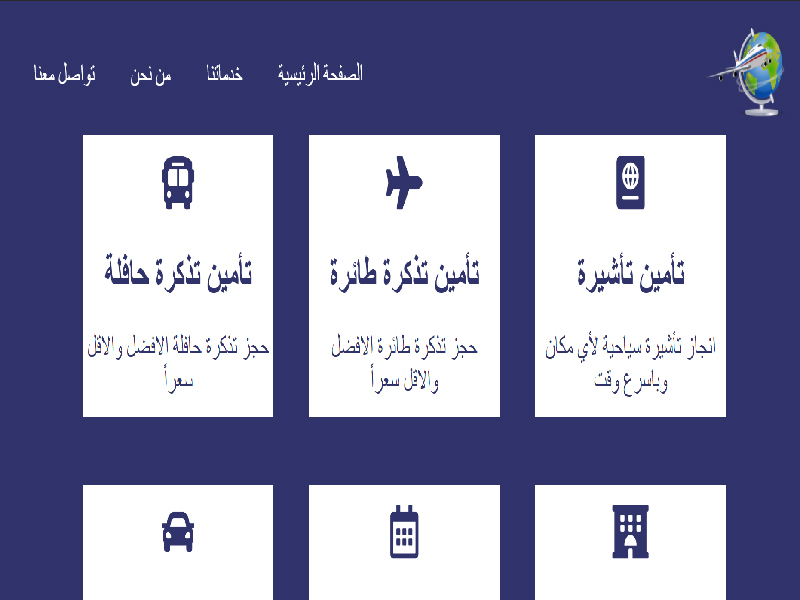 الصفحة الرئيسية
خدماتنا
من نحن
تواصل معنا
تأمين تأشيرة
انجاز تأشيرة سياحية لأي مكان
وباسرع وقت
تأمين تذكرة طائرة
حجز تذكرة طائرة الافضل
والاقل سعراً
تأمين تذكرة حافلة
حجز تذكرة حافلة الافضل والاقل
سعراً